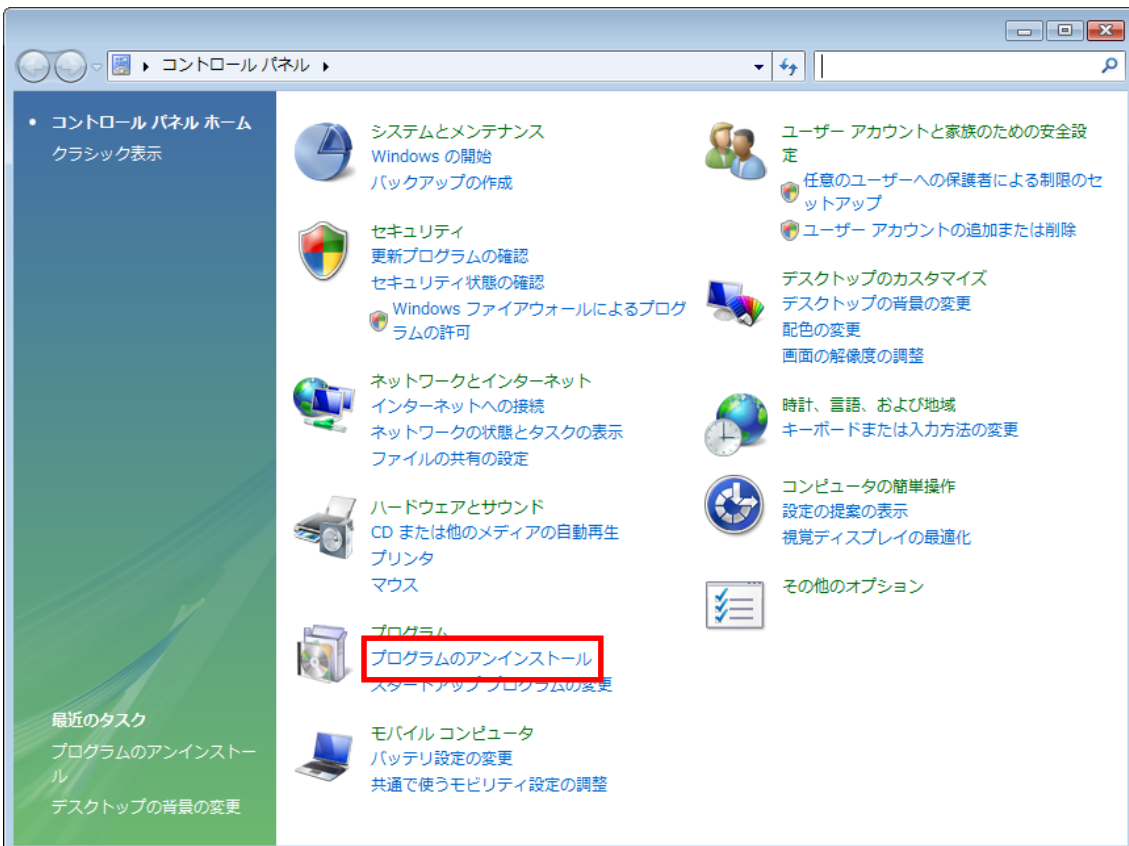 コントロール パネル
コントロール パネル ホーム
クラシック表示
システムとメンテナンス
Windows の開始
バックアップの作成
セキュリティ
更新プログラムの確認
セキュリティ状態の確認
Windows ファイアウォールによるプログ
ラムの許可
ネットワークとインターネット
インターネットへの接続
ネットワークの状態とタスクの表示
ファイルの共有の設定
ハードウェアとサウンド
CD または他のメディアの自動再生
プリンタ
マウス
プログラム
プログラムのアンインストール
スタートアップ プログラムの変更
モバイル コンピュータ
バッテリ設定の変更
共通で使うモビリティ設定の調整
ユーザー アカウントと家族のための安全設
定
任意のユーザーへの保護者による制限のセ
ットアップ
ユーザー アカウントの追加または削除
デスクトップのカスタマイズ
デスクトップの背景の変更
配色の変更
画面の解像度の調整
時計、言語、および地域
キーボードまたは入力方法の変更
コンピュータの簡単操作
設定の提案の表示
視覚ディスプレイの最適化
その他のオプション
最近のタスク
プログラムのアンインストー
ル
デスクトップの背景の変更